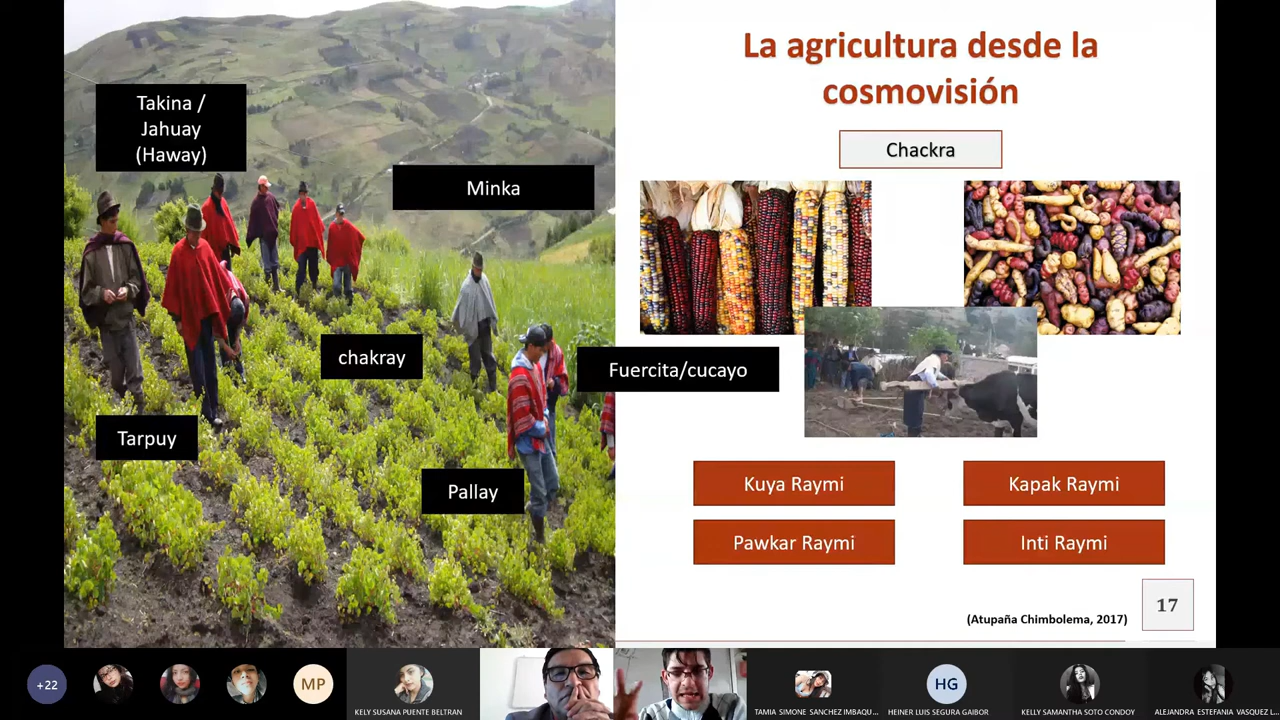 La agricultura desde la
cosmovisión
Chackra
Takina /
Jahuay
(Haway)
Minka
chakray
Fuercita/cucayo
Tarpuy
Pallay
Kuya Raymi
Kapak Raymi
Pawkar Raymi
Inti Raymi
(Atupaña Chimbolema, 2017)
17
+22
MP
KELY SUSANA PUENTE BELTRAN
TAMIA SIMONE SANCHEZ IMBAQU...
HG
HEINER LUIS SEGURA GAIBOR
KELLY SAMANTHA SOTO CONDOY
ALEJANDRA ESTEFANIA VASQUEZ L...